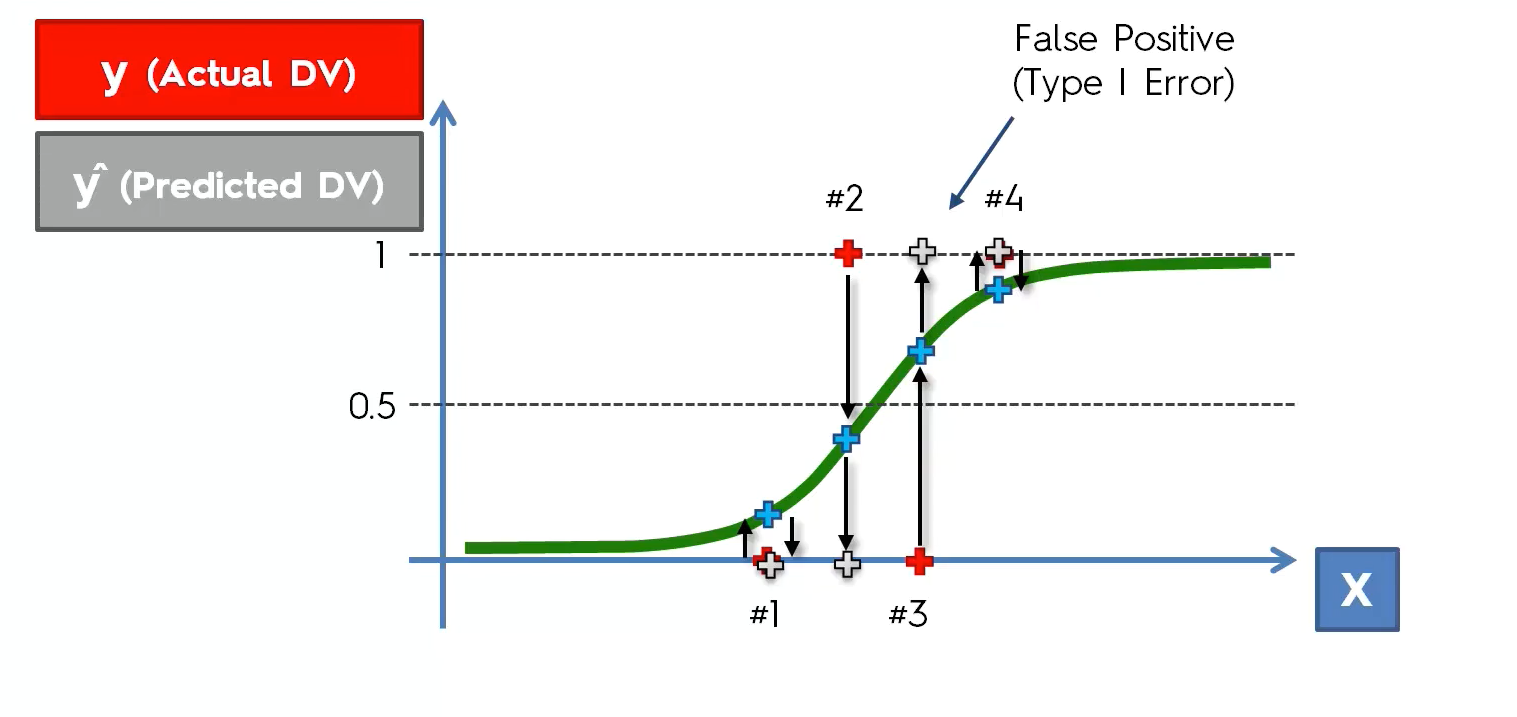 y (Actual DV)
ŷ (Predicted DV)
False Positive
(Type I Error)
#2
#4
1
0.5
#1
#3
X